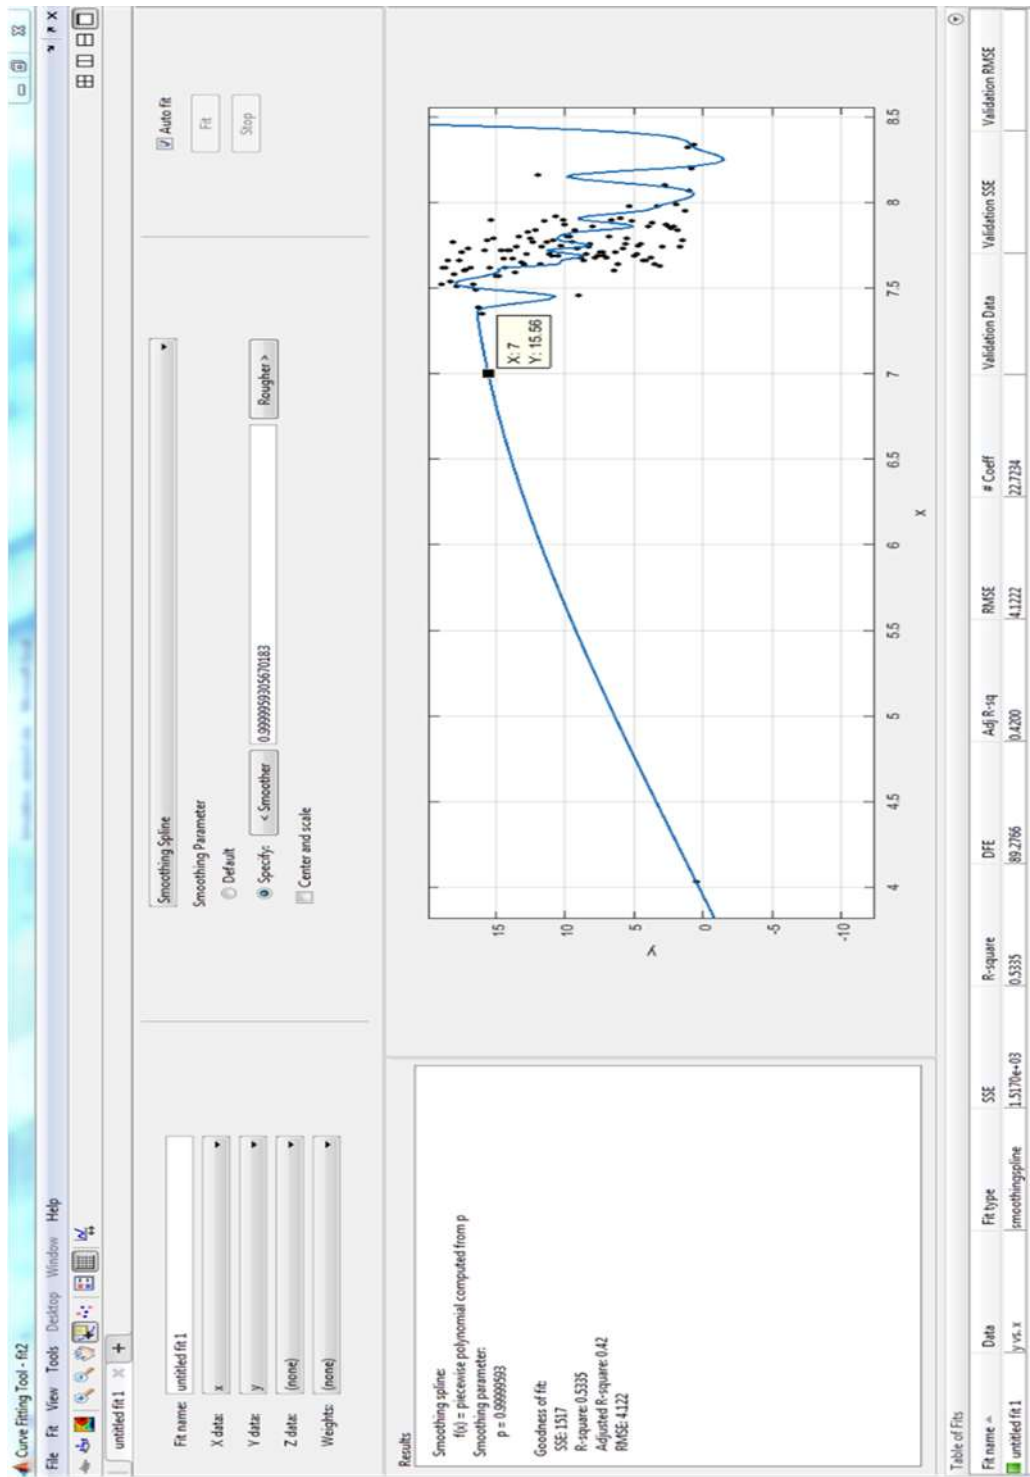 Curve Fitting Tool - fit2
File Fit View Tools Desktop Window Help
untitled fit 1
Fit name: untitled fit 1
X data: x
Y data: y
Z data: (none)
Weights: (none)
Smoothing Spline
Smoothing Parameter
Default
Specify: < Smoother 0.9999959305670183 Rougher >
Center and scale
Auto fit
Fit
Stop
Results
Smoothing spline:
f(x) = piecewise polynomial computed from p
Smoothing parameter:
p = 0.99999593
Goodness of fit:
SSE: 1517
R-square: 0.5335
Adjusted R-square: 0.42
RMSE: 4.122
15
10
5
0
-5
-10
Y
X: 7
Y: 15.56
4 4.5 5 5.5 6 6.5 7 7.5 8 8.5
X
Table of Fits
Fit name Data Fit type SSE R-square DFE Adj R-sq RMSE # Coeff Validation Data Validation SSE Validation RMSE
untitled fit 1 y vs. x smoothingspline 1.5170e+03 0.5335 89.2766 0.4200 4.1222 22.7234